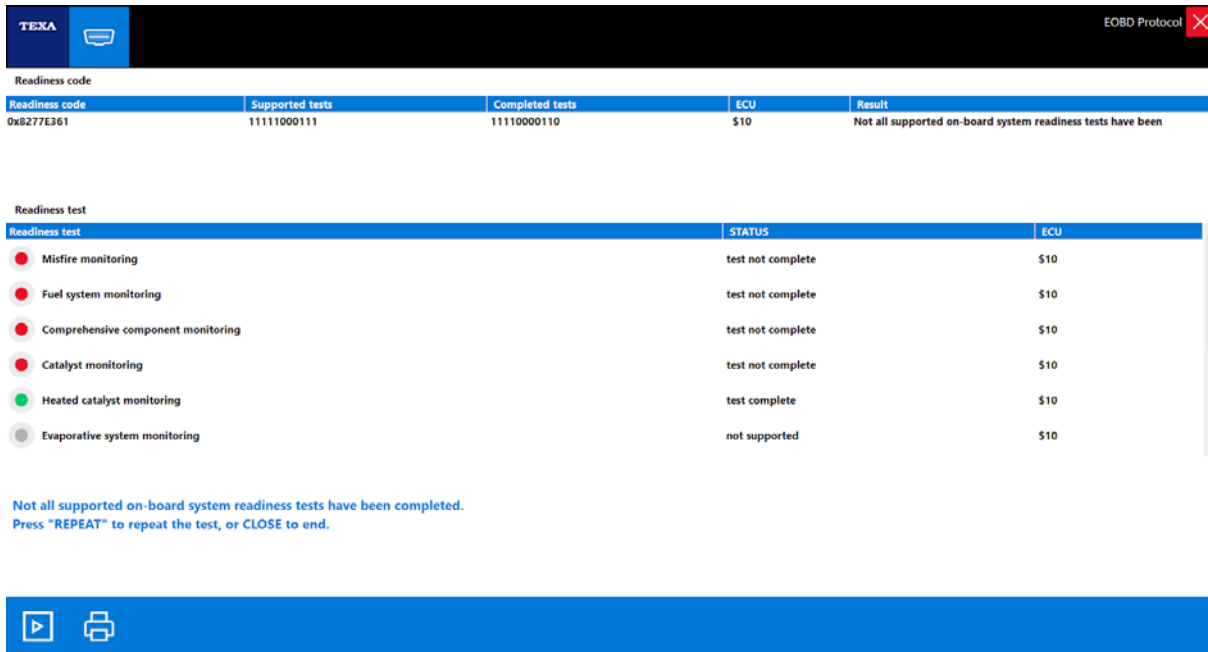 TEXA
EOBD Protocol
Readiness code
Readiness code Supported tests Completed tests ECU Result
0x8277E361 11111000111 11110000110 $10 Not all supported on-board system readiness tests have been
Readiness test
Readiness test STATUS ECU
Misfire monitoring test not complete $10
Fuel system monitoring test not complete $10
Comprehensive component monitoring test not complete $10
Catalyst monitoring test not complete $10
Heated catalyst monitoring test complete $10
Evaporative system monitoring not supported $10
Not all supported on-board system readiness tests have been completed.
Press "REPEAT" to repeat the test, or CLOSE to end.